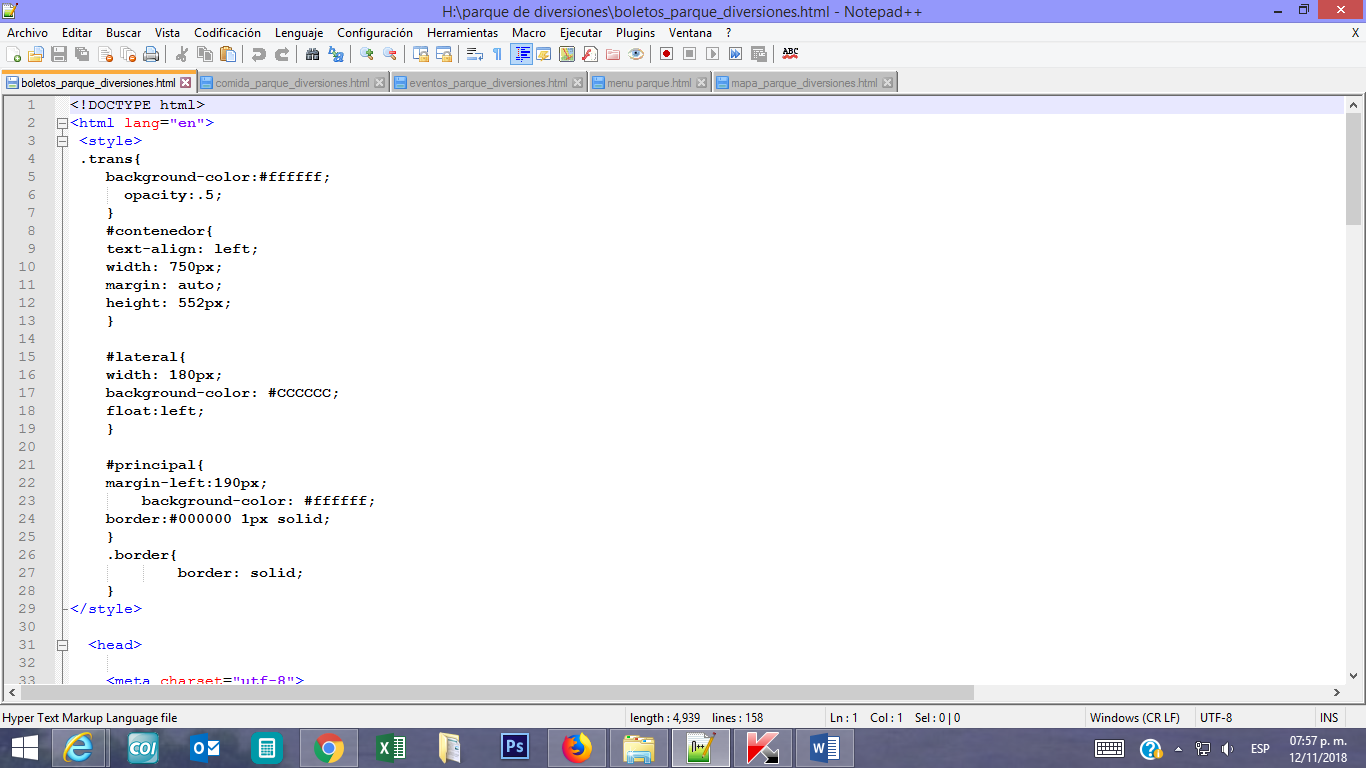 H:\parque de diversiones\boletos_parque_diversiones.html - Notepad++
Archivo Editar Buscar Vista Codificación Lenguaje Configuración Herramientas Macro Ejecutar Plugins Ventana ? X
ABC
boletos_parque_diversiones.html comida_parque_diversiones.html eventos_parque_diversiones.html menu parque.html mapa_parque_diversiones.html
1 <!DOCTYPE html>
2 <html lang="en">
3 <style>
4 .trans{
5 background-color:#ffffff;
6 opacity:.5;
7 }
8 #contenedor{
9 text-align: left;
10 width: 750px;
11 margin: auto;
12 height: 552px;
13 }
14
15 #lateral{
16 width: 180px;
17 background-color: #CCCCCC;
18 float:left;
19 }
20
21 #principal{
22 margin-left:190px;
23 background-color: #ffffff;
24 border:#000000 1px solid;
25 }
26 .border{
27 border: solid;
28 }
29 </style>
30
31 <head>
32
33 <meta charset="utf-8">
Hyper Text Markup Language file length : 4,939 lines : 158 Ln : 1 Col : 1 Sel : 0 | 0 Windows (CR LF) UTF-8 INS
COI Ps ESP 07:57 p. m.
12/11/2018